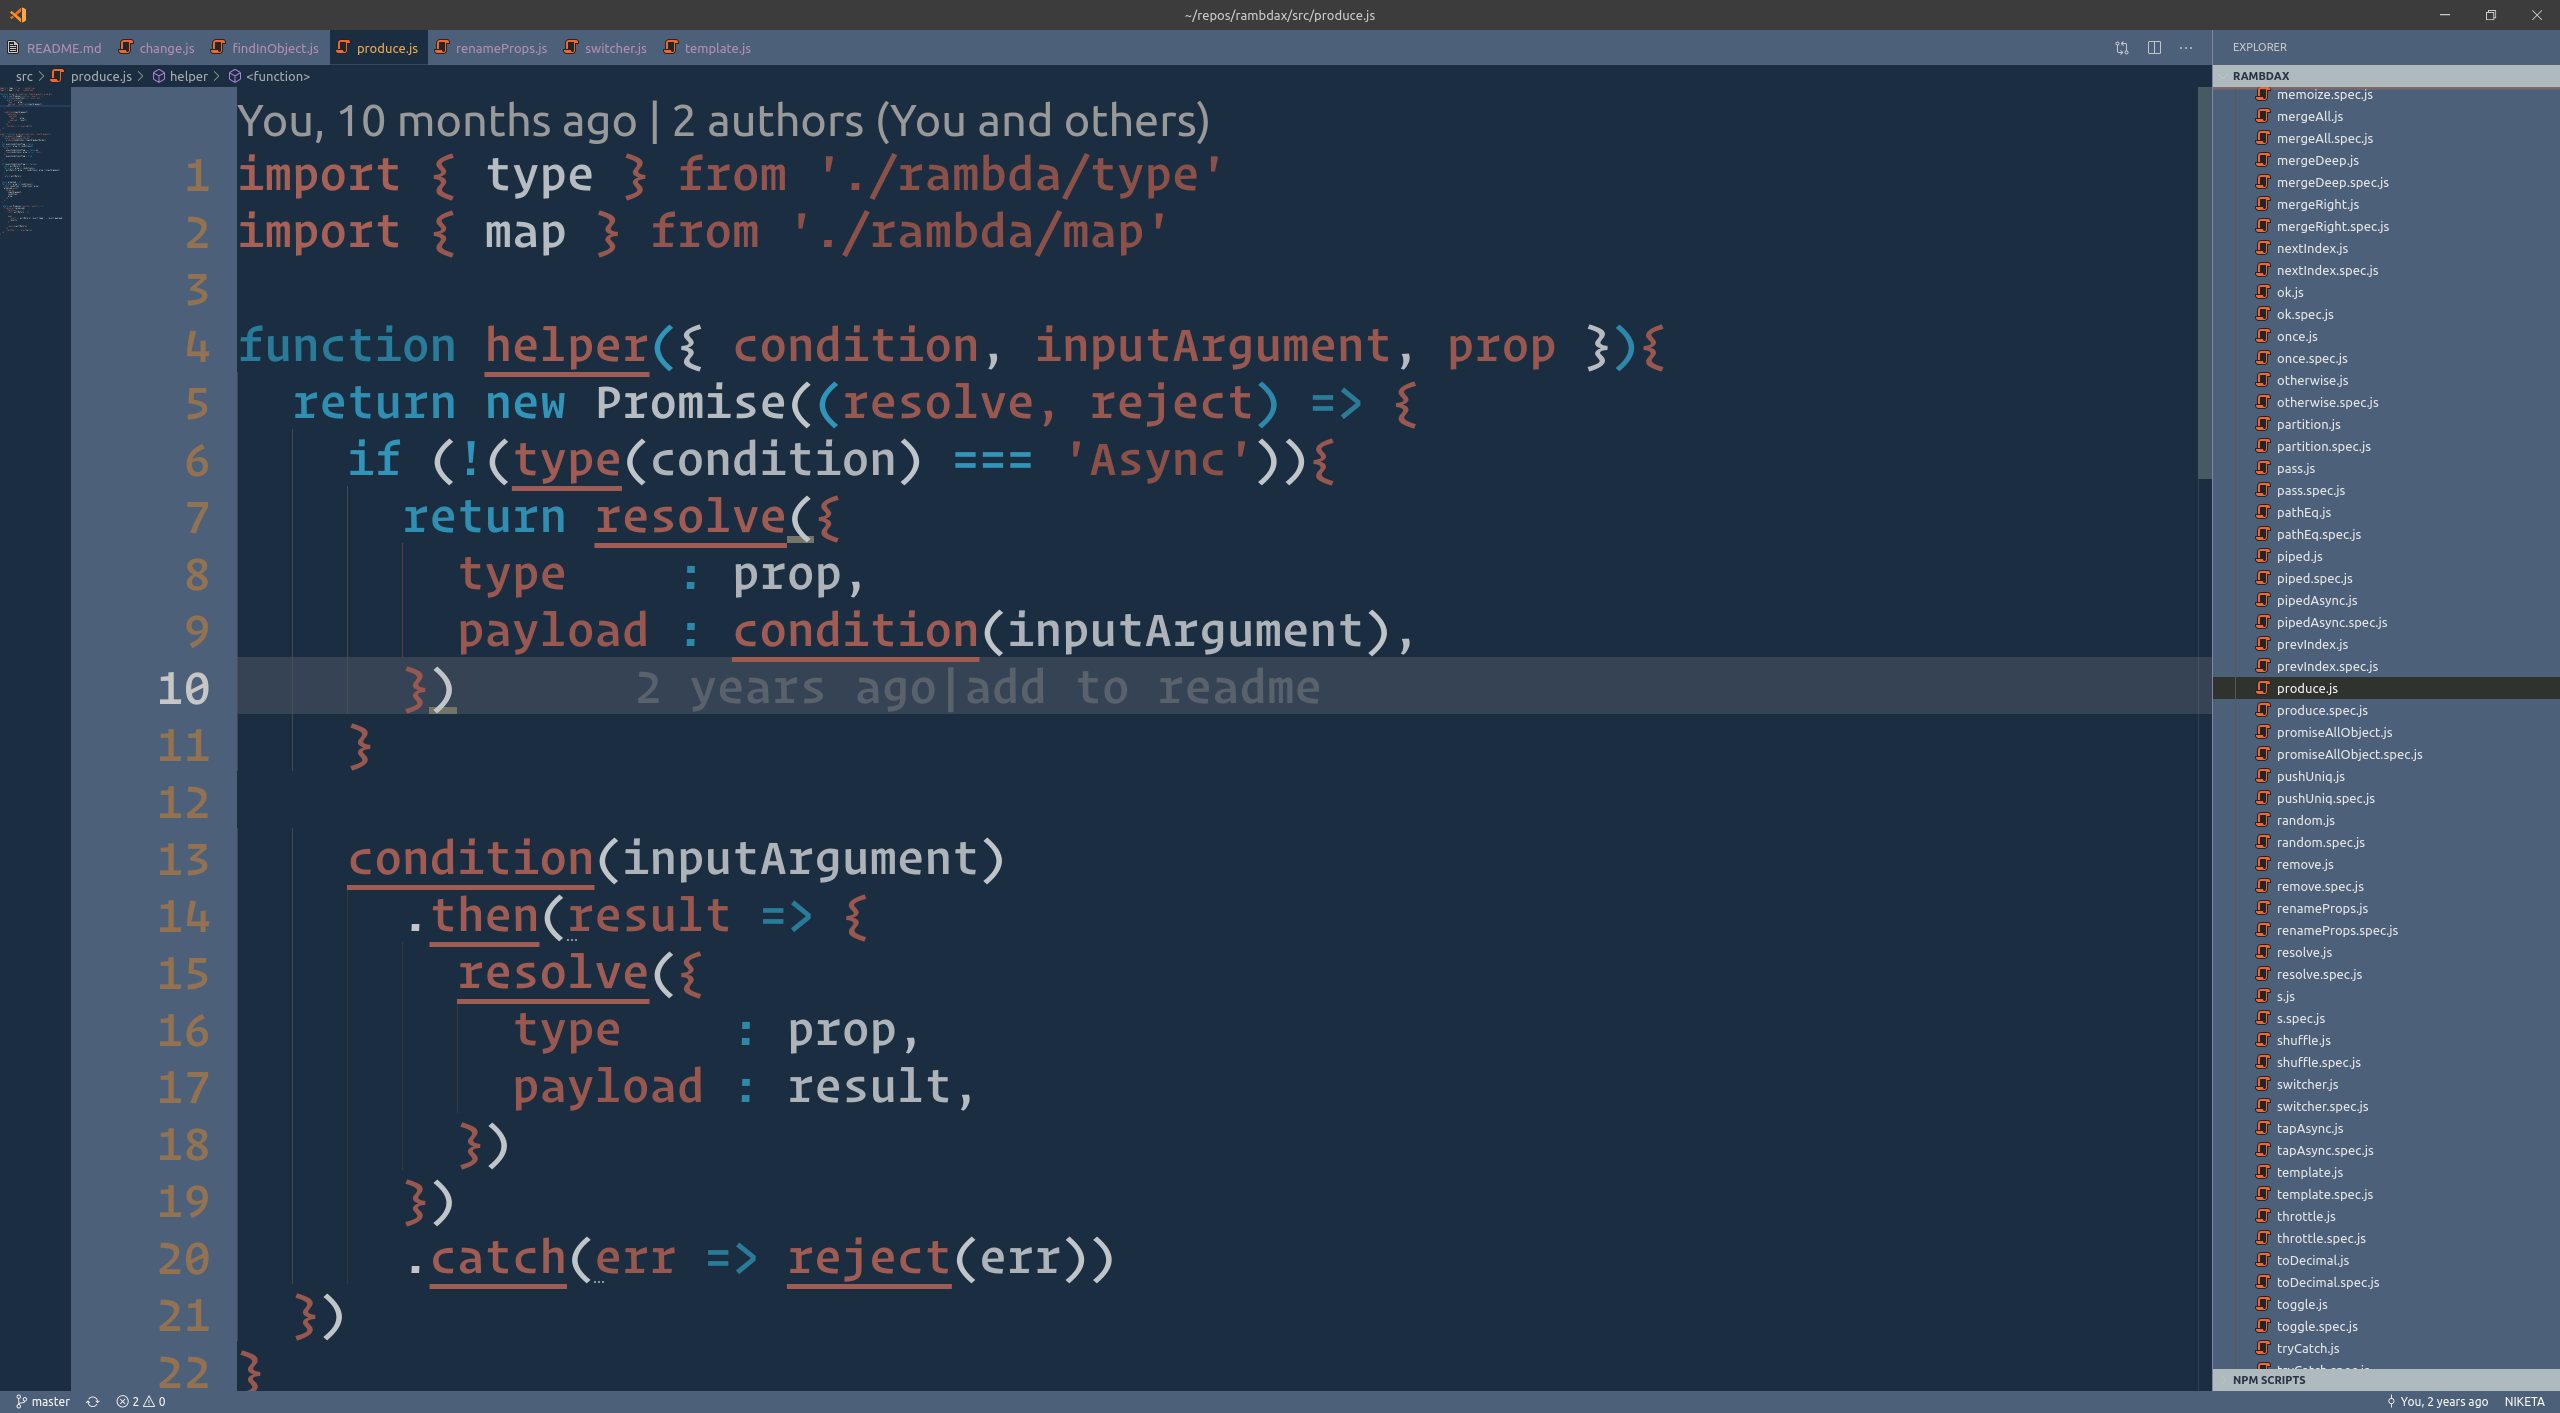 ~/repos/rambdax/src/produce.js
README.md change.js findInObject.js produce.js renameProps.js switcher.js template.js
src > produce.js > helper > <function>
You, 10 months ago | 2 authors (You and others)
1 import { type } from './rambda/type'
2 import { map } from './rambda/map'
3
4 function helper({ condition, inputArgument, prop }){
5 return new Promise((resolve, reject) => {
6 if (!(type(condition) === 'Async')){
7 return resolve({
8 type : prop,
9 payload : condition(inputArgument),
10 }) 2 years ago|add to readme
11 }
12
13 condition(inputArgument)
14 .then(result => {
15 resolve({
16 type : prop,
17 payload : result,
18 })
19 })
20 .catch(err => reject(err))
21 })
22 }
EXPLORER
RAMBDAX
memoize.spec.js
mergeAll.js
mergeAll.spec.js
mergeDeep.js
mergeDeep.spec.js
mergeRight.js
mergeRight.spec.js
nextIndex.js
nextIndex.spec.js
ok.js
ok.spec.js
once.js
once.spec.js
otherwise.js
otherwise.spec.js
partition.js
partition.spec.js
pass.js
pass.spec.js
pathEq.js
pathEq.spec.js
piped.js
piped.spec.js
pipedAsync.js
pipedAsync.spec.js
prevIndex.js
prevIndex.spec.js
produce.js
produce.spec.js
promiseAllObject.js
promiseAllObject.spec.js
pushUniq.js
pushUniq.spec.js
random.js
random.spec.js
remove.js
remove.spec.js
renameProps.js
renameProps.spec.js
resolve.js
resolve.spec.js
s.js
s.spec.js
shuffle.js
shuffle.spec.js
switcher.js
switcher.spec.js
tapAsync.js
tapAsync.spec.js
template.js
template.spec.js
throttle.js
throttle.spec.js
toDecimal.js
toDecimal.spec.js
toggle.js
toggle.spec.js
tryCatch.js
NPM SCRIPTS
master 2 0
You, 2 years ago NIKETA